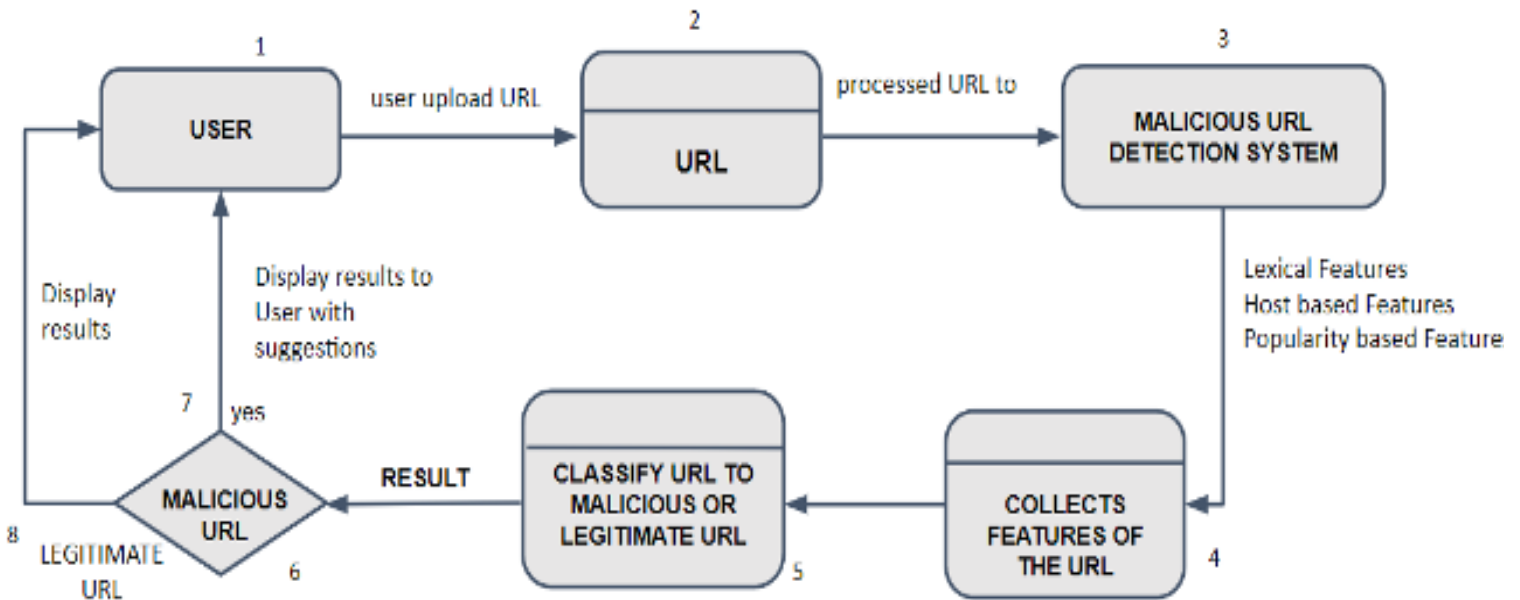 1
USER
user upload URL
2
URL
processed URL to
3
MALICIOUS URL
DETECTION SYSTEM
Lexical Features
Host based Features
Popularity based Feature
COLLECTS
FEATURES OF
THE URL
4
CLASSIFY URL TO
MALICIOUS OR
LEGITIMATE URL
5
RESULT
MALICIOUS
URL
6
7
yes
Display results to
User with
suggestions
8
LEGITIMATE
URL
Display
results